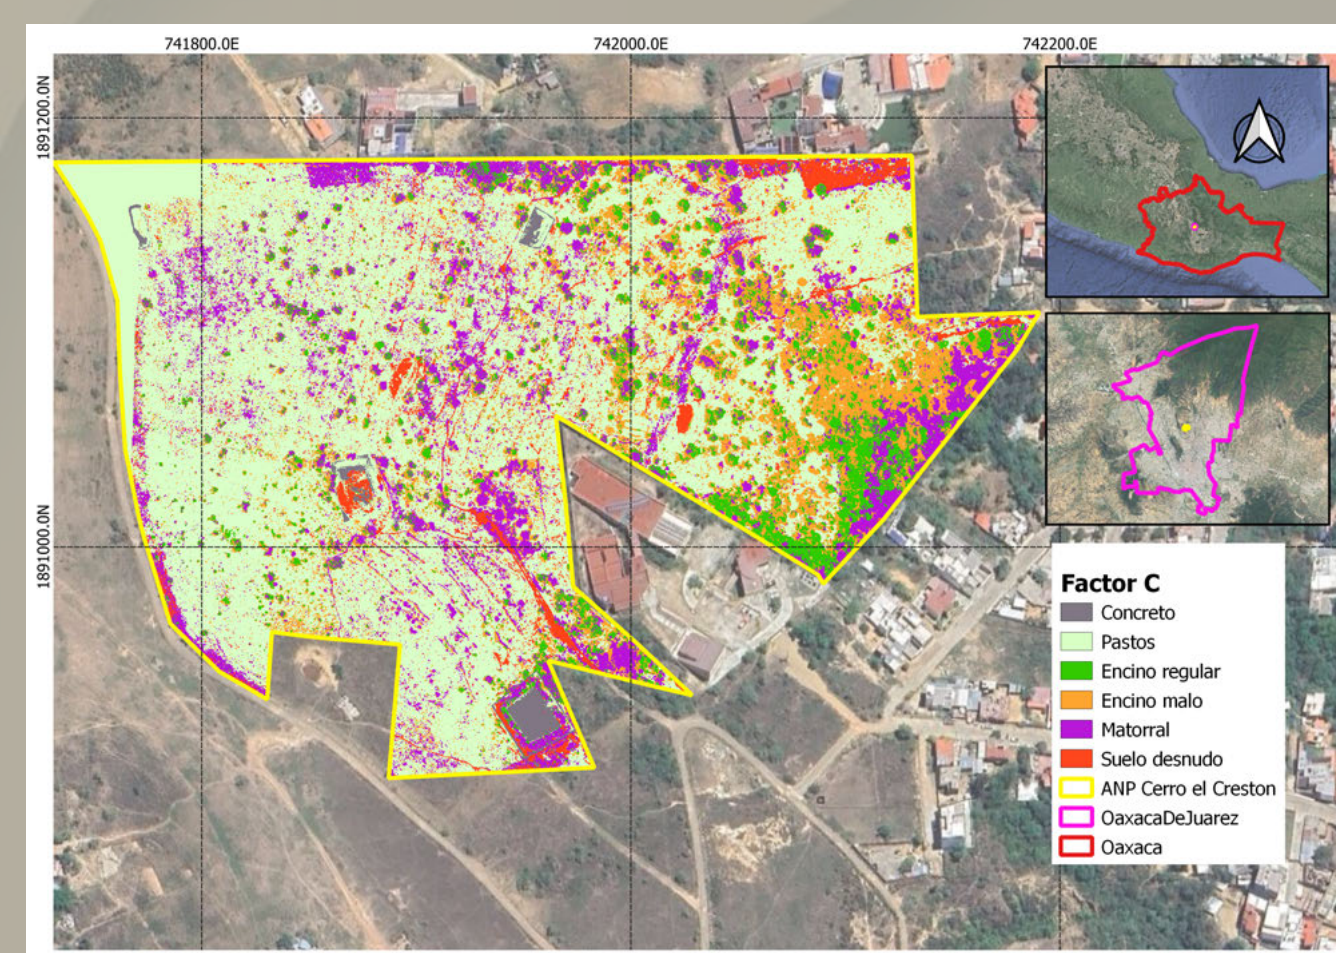 741800.0E
742000.0E
742200.0E
1891200.0N
1891000.0N
Factor C
Concreto
Pastos
Encino regular
Encino malo
Matorral
Suelo desnudo
ANP Cerro el Creston
OaxacaDeJuarez
Oaxaca